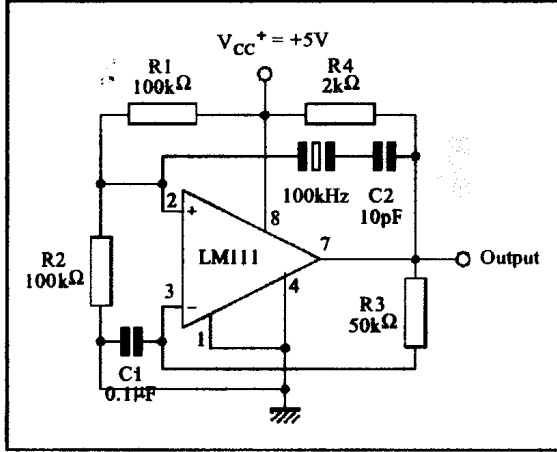 V_CC⁺ = +5V
R1
100kΩ
R4
2kΩ
100kHz
C2
10pF
2
+
8
LM111
7
Output
R2
100kΩ
3
−
4
1
R3
50kΩ
C1
0.1μF